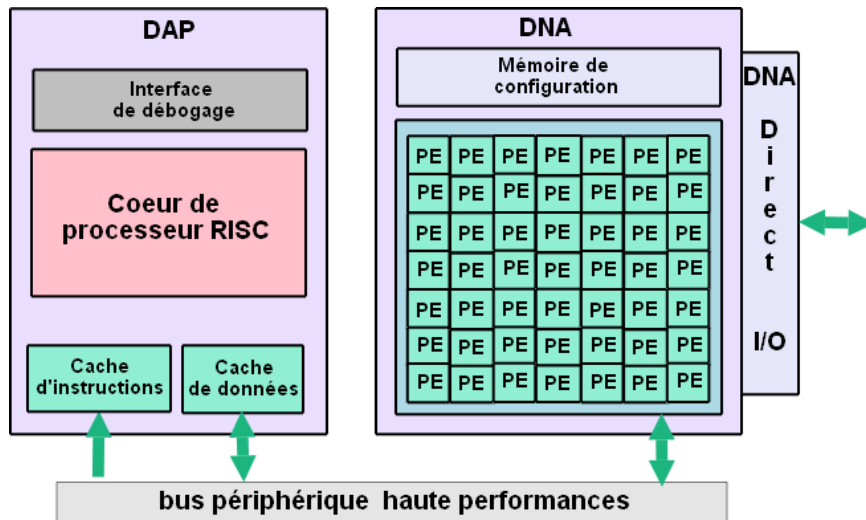 DAP
Interface
de débogage
Coeur de
processeur RISC
Cache
d'instructions
Cache
de données
DNA
Mémoire de
configuration
PE PE PE PE PE PE PE
PE PE PE PE PE PE PE
PE PE PE PE PE PE PE
PE PE PE PE PE PE PE
PE PE PE PE PE PE PE
PE PE PE PE PE PE PE
PE PE PE PE PE PE PE
DNA
Direct
I/O
bus périphérique haute performances